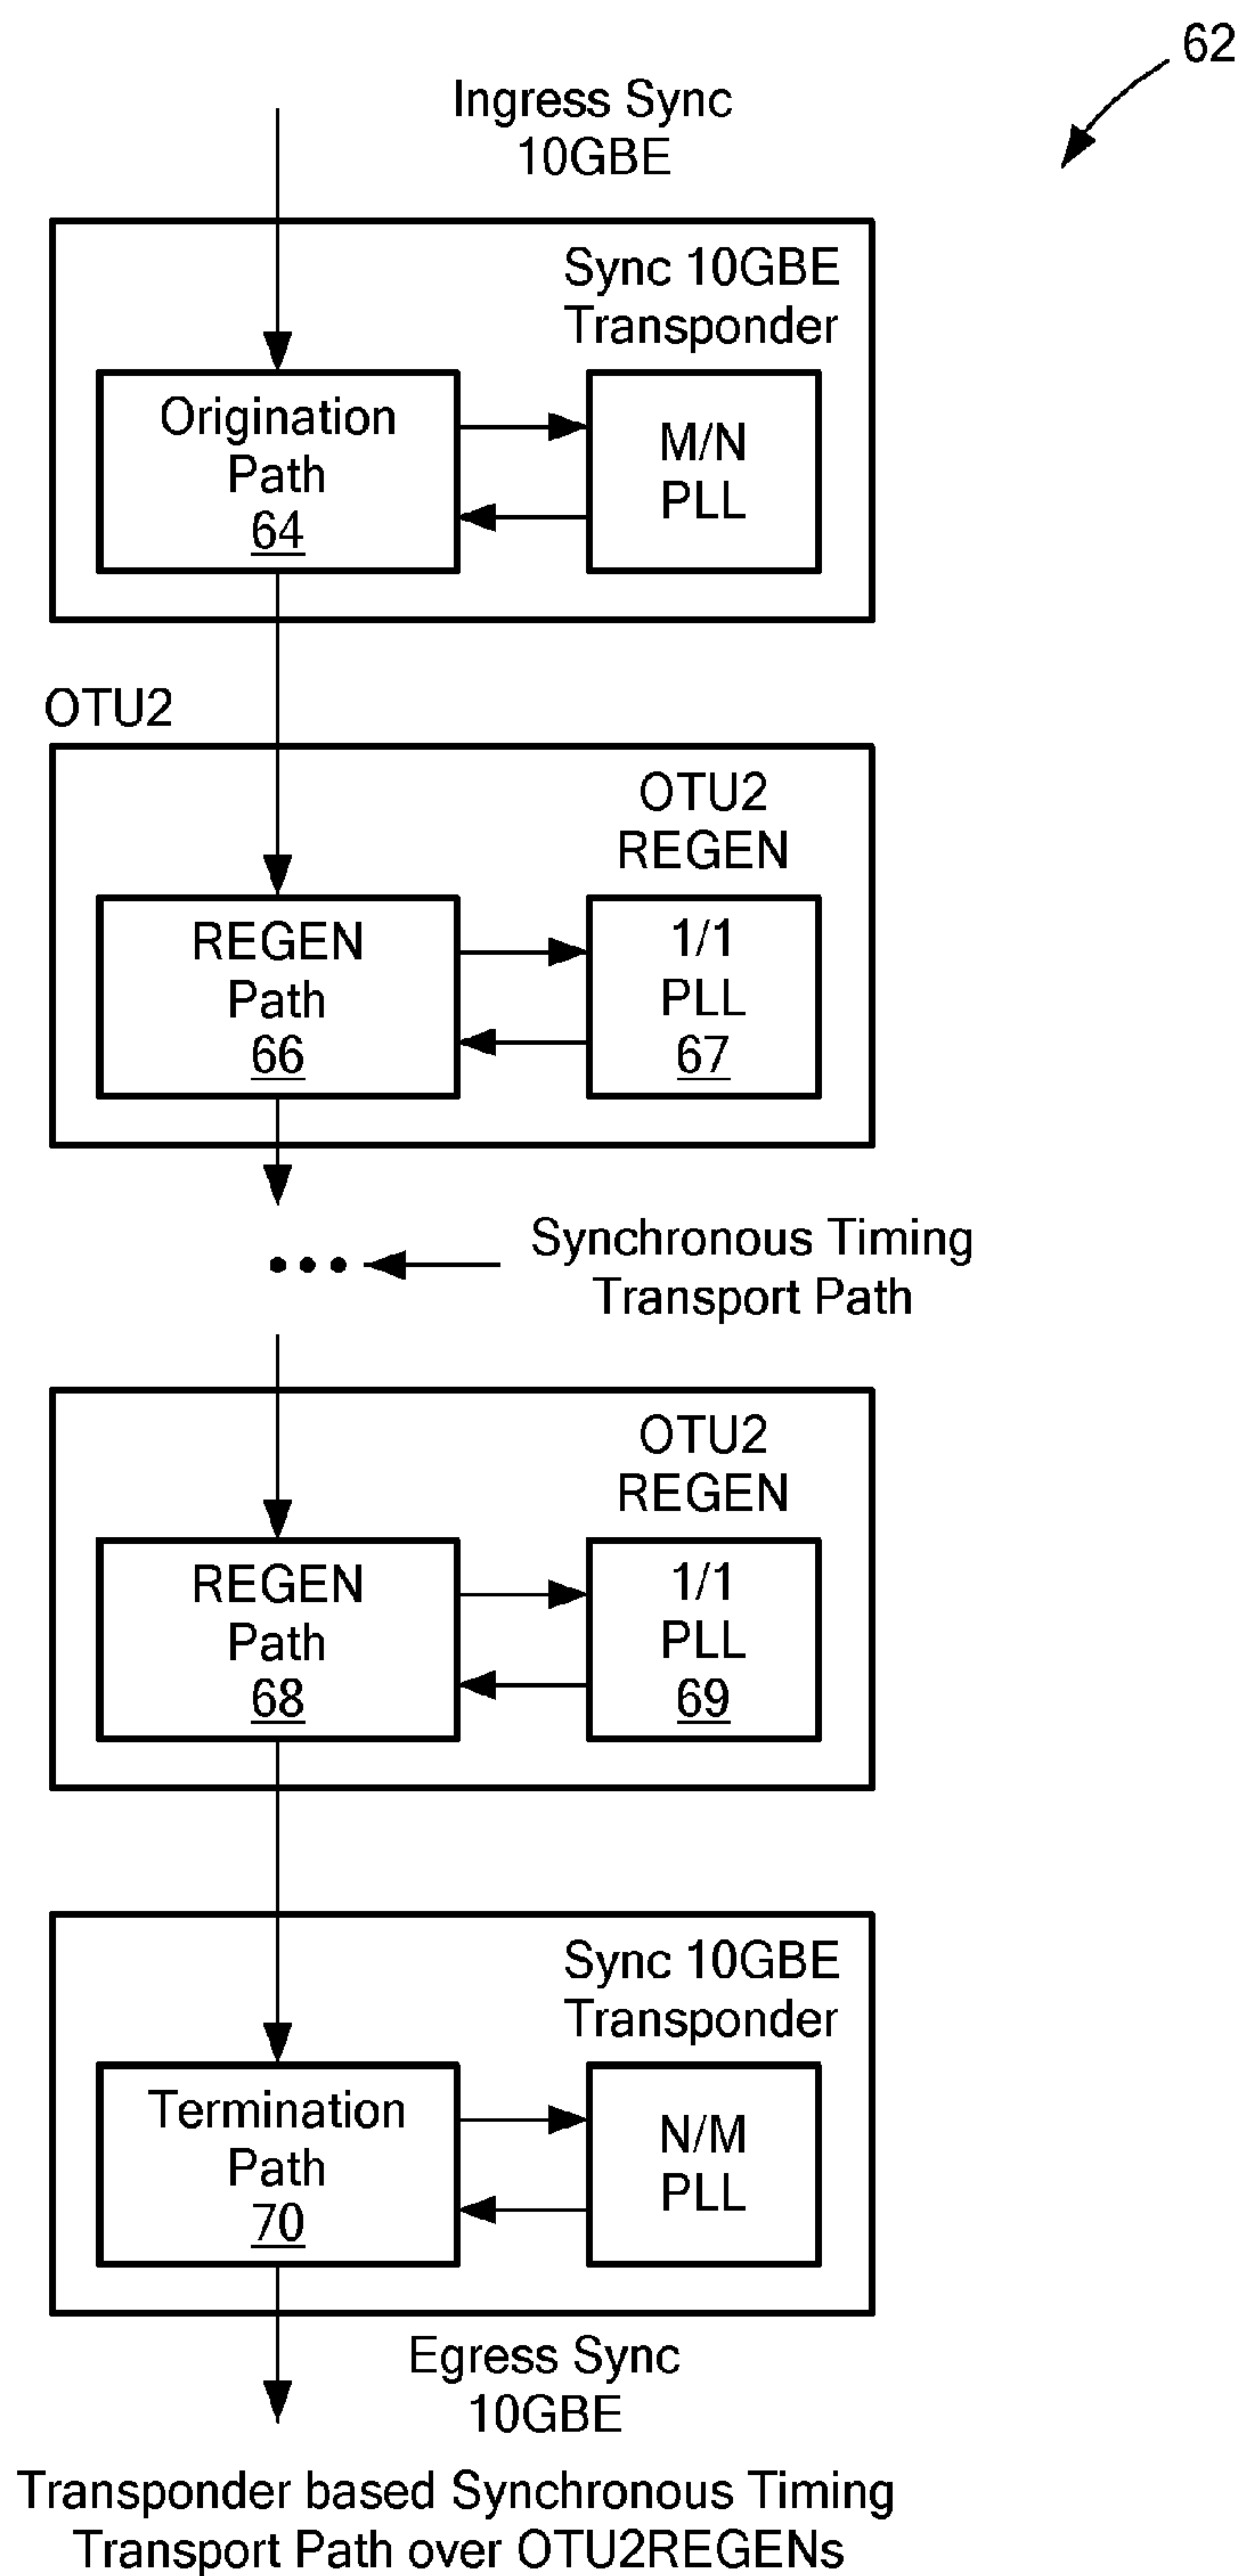 62
Ingress Sync
10GBE
Sync 10GBE
Transponder
Origination
Path
64
M/N
PLL
OTU2
OTU2
REGEN
REGEN
Path
66
1/1
PLL
67
Synchronous Timing
Transport Path
OTU2
REGEN
REGEN
Path
68
1/1
PLL
69
Sync 10GBE
Transponder
Termination
Path
70
N/M
PLL
Egress Sync
10GBE
Transponder based Synchronous Timing
Transport Path over OTU2REGENs